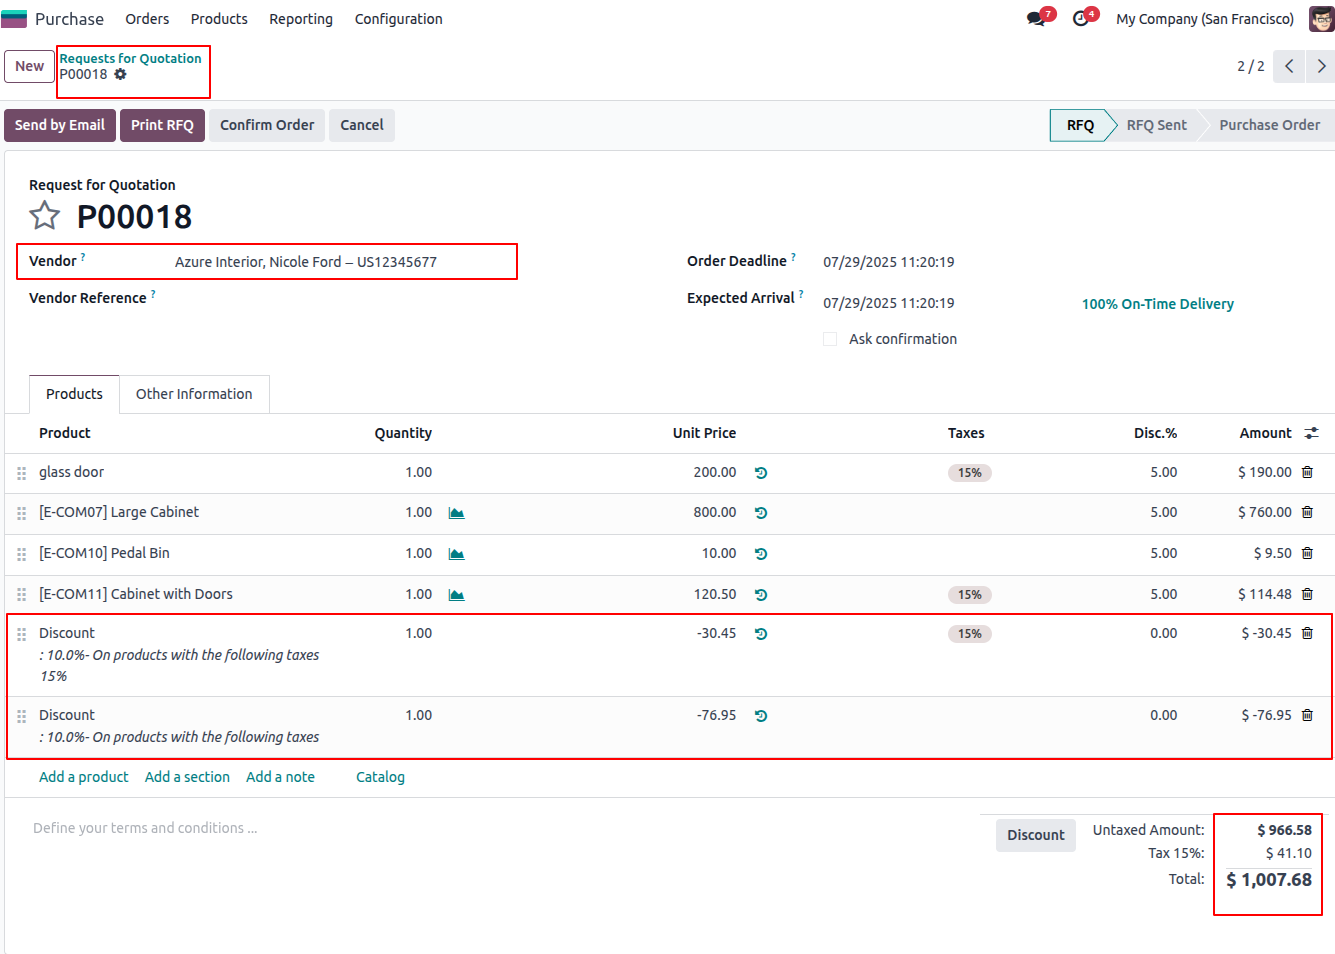 Purchase Orders Products Reporting Configuration 7 4 My Company (San Francisco)
New Requests for Quotation
P00018 2 / 2
Send by Email Print RFQ Confirm Order Cancel RFQ RFQ Sent Purchase Order
Request for Quotation
P00018
Vendor ? Azure Interior, Nicole Ford – US12345677 Order Deadline ? 07/29/2025 11:20:19
Vendor Reference ? Expected Arrival ? 07/29/2025 11:20:19 100% On-Time Delivery
Ask confirmation
Products Other Information
Product Quantity Unit Price Taxes Disc.% Amount
glass door 1.00 200.00 15% 5.00 $ 190.00
[E-COM07] Large Cabinet 1.00 800.00 5.00 $ 760.00
[E-COM10] Pedal Bin 1.00 10.00 5.00 $ 9.50
[E-COM11] Cabinet with Doors 1.00 120.50 15% 5.00 $ 114.48
Discount 1.00 -30.45 15% 0.00 $ -30.45
: 10.0%- On products with the following taxes
15%
Discount 1.00 -76.95 0.00 $ -76.95
: 10.0%- On products with the following taxes
Add a product Add a section Add a note Catalog
Define your terms and conditions ... Discount Untaxed Amount: $ 966.58
Tax 15%: $ 41.10
Total: $ 1,007.68